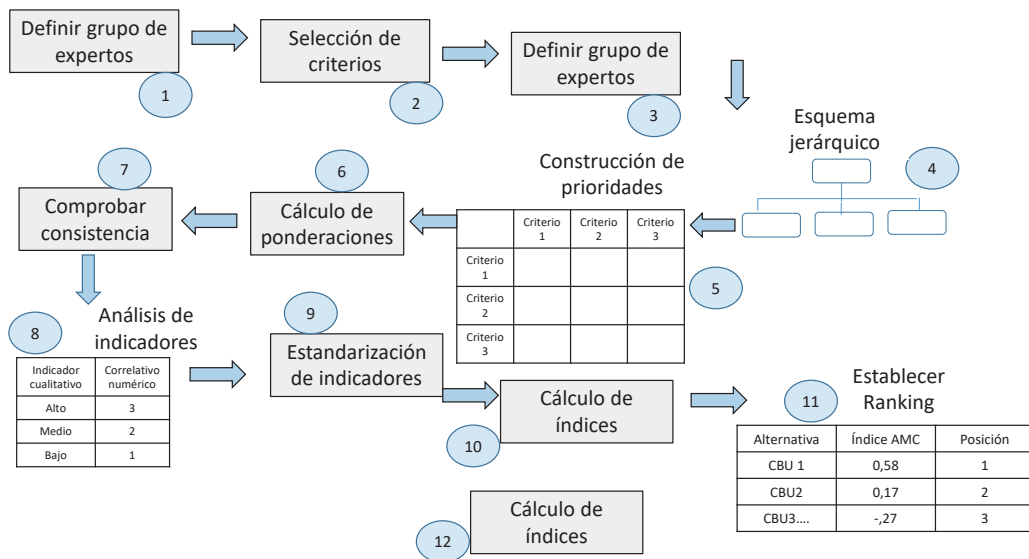 Definir grupo de
expertos
1
Selección de
criterios
2
Definir grupo de
expertos
3
Esquema
jerárquico
4
Construcción de
prioridades
Criterio
1
Criterio
2
Criterio
3
Criterio
1
Criterio
2
Criterio
3
5
6
Cálculo de
ponderaciones
7
Comprobar
consistencia
8
Análisis de
indicadores
Indicador
cualitativo
Correlativo
numérico
Alto
3
Medio
2
Bajo
1
9
Estandarización
de indicadores
Cálculo de
índices
10
11
Establecer
Ranking
Alternativa
Índice AMC
Posición
CBU 1
0,58
1
CBU2
0,17
2
CBU3....
-,27
3
Cálculo de
índices
12